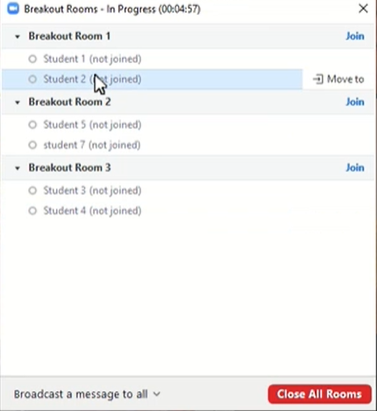 Breakout Rooms - In Progress (00:04:57)
Breakout Room 1 Join
Student 1 (not joined)
Student 2 (not joined) Move to
Breakout Room 2 Join
Student 5 (not joined)
student 7 (not joined)
Breakout Room 3 Join
Student 3 (not joined)
Student 4 (not joined)
Broadcast a message to all Close All Rooms